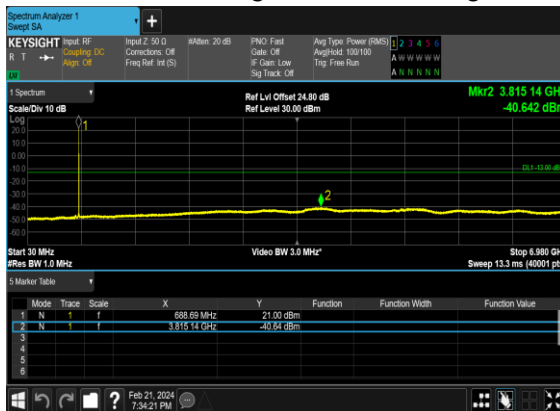 Spectrum Analyzer 1
Swept SA
+
KEYSIGHT Input: RF Input Z: 50 Ω #Atten: 20 dB PNO: Fast Avg Type: Power (RMS) 1 2 3 4 5 6
R T Coupling: DC Corrections: Off Gate: Off Avg|Hold: 100/100 A W W W W W
Align: Off Freq Ref: Int (S) IF Gain: Low Trig: Free Run
Sig Track: Off A N N N N N
1 Spectrum Ref Lvl Offset 24.80 dB Mkr2 3.815 14 GH
Scale/Div 10 dB Ref Level 30.00 dBm -40.642 dBm
Log
1
20.0
10.0
0.00
-10.0
DL1 -13.00 dB
-20.0
-30.0
2
-40.0
-50.0
-60.0
Start 30 MHz Video BW 3.0 MHz* Stop 6.980 GH
#Res BW 1.0 MHz Sweep 13.3 ms (40001 pt
5 Marker Table
Mode Trace Scale X Y Function Function Width Function Value
1 N 1 f 688.69 MHz 21.00 dBm
2 N 1 f 3.815 14 GHz -40.64 dBm
3
4
5
6
? Feb 21, 2024
7:34:21 PM